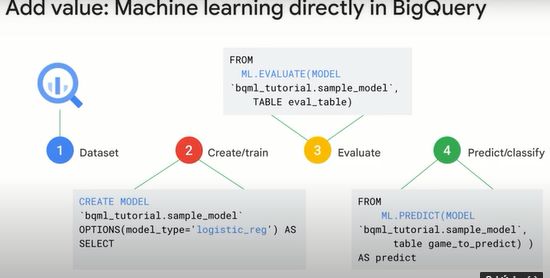 Add value: Machine learning directly in BigQuery
FROM
ML.EVALUATE(MODEL
`bqml_tutorial.sample_model`,
TABLE eval_table)
1 Dataset
2 Create/train
3 Evaluate
4 Predict/classify
CREATE MODEL
`bqml_tutorial.sample_model`
OPTIONS(model_type='logistic_reg') AS
SELECT
FROM
ML.PREDICT(MODEL
`bqml_tutorial.sample_model`,
table game_to_predict) )
AS predict